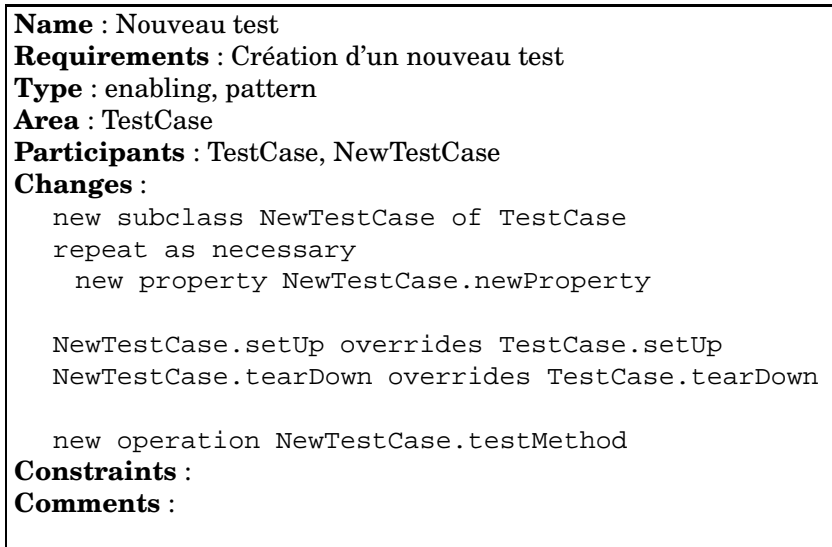 Name : Nouveau test
Requirements : Création d'un nouveau test
Type : enabling, pattern
Area : TestCase
Participants : TestCase, NewTestCase
Changes :
new subclass NewTestCase of TestCase
repeat as necessary
new property NewTestCase.newProperty
NewTestCase.setUp overrides TestCase.setUp
NewTestCase.tearDown overrides TestCase.tearDown
new operation NewTestCase.testMethod
Constraints :
Comments :